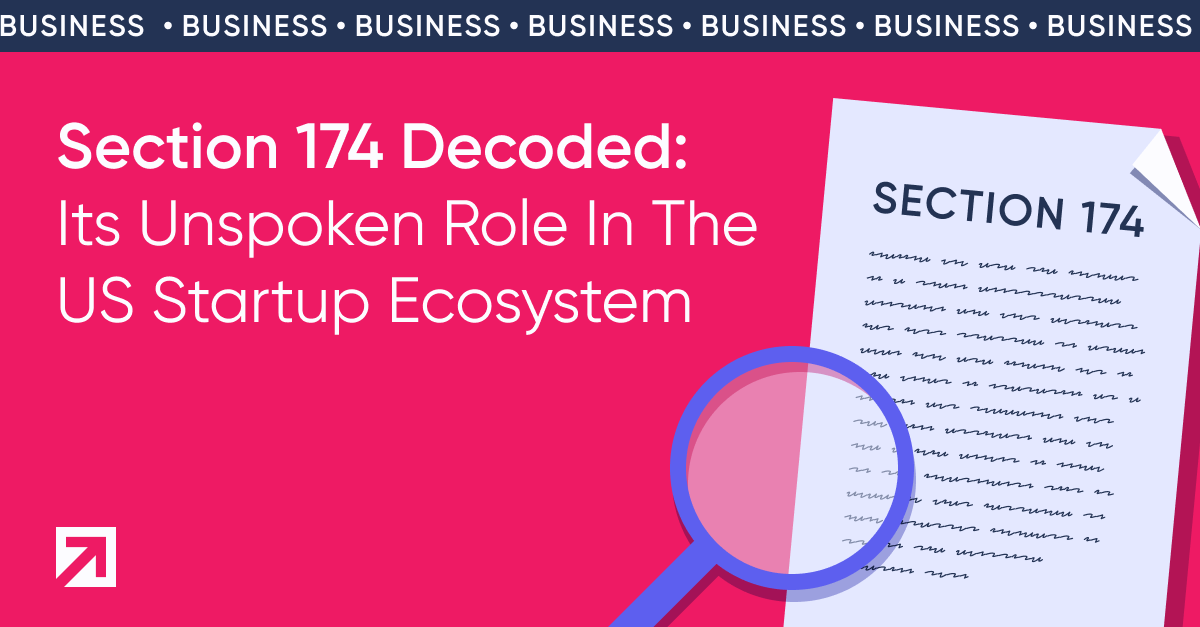 BUSINESS • BUSINESS • BUSINESS • BUSINESS • BUSINESS • BUSINESS • BUSINESS
Section 174 Decoded:
Its Unspoken Role In The
US Startup Ecosystem
SECTION 174